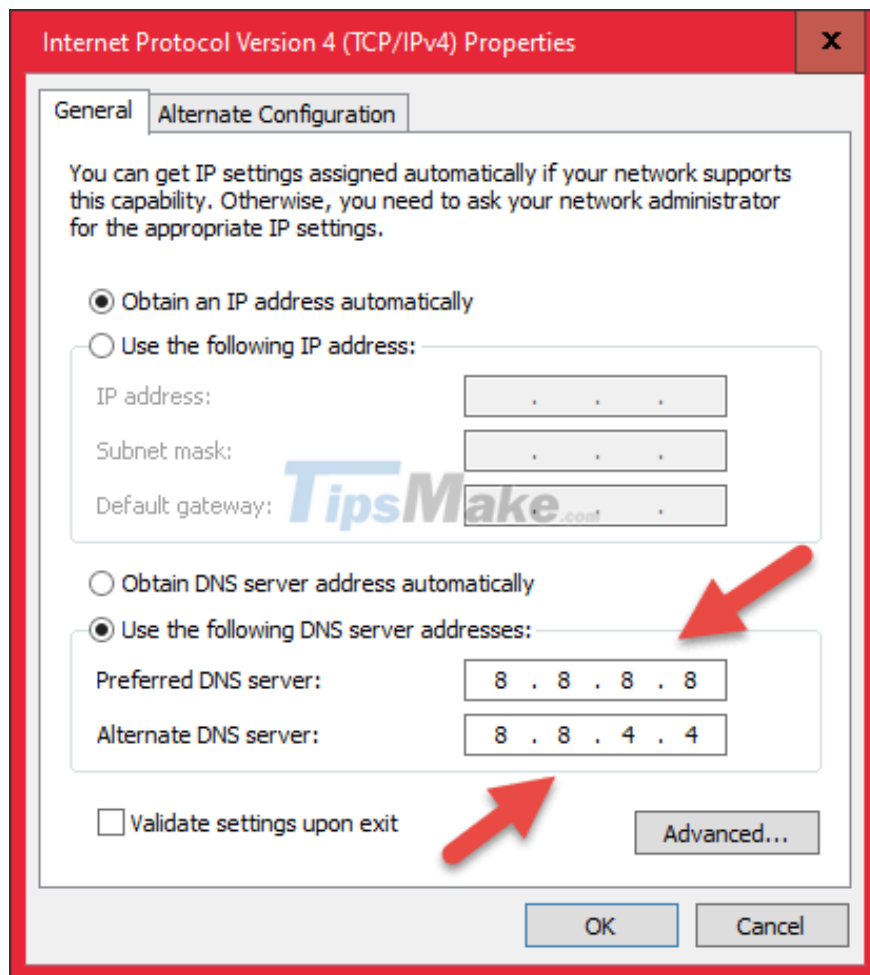 Internet Protocol Version 4 (TCP/IPv4) Properties
x
General
Alternate Configuration
You can get IP settings assigned automatically if your network supports
this capability. Otherwise, you need to ask your network administrator
for the appropriate IP settings.
Obtain an IP address automatically
Use the following IP address:
IP address: . . .
Subnet mask: . . .
Default gateway: . . .
TipsMake.com
Obtain DNS server address automatically
Use the following DNS server addresses:
Preferred DNS server: 8 . 8 . 8 . 8
Alternate DNS server: 8 . 8 . 4 . 4
Validate settings upon exit
Advanced...
OK
Cancel